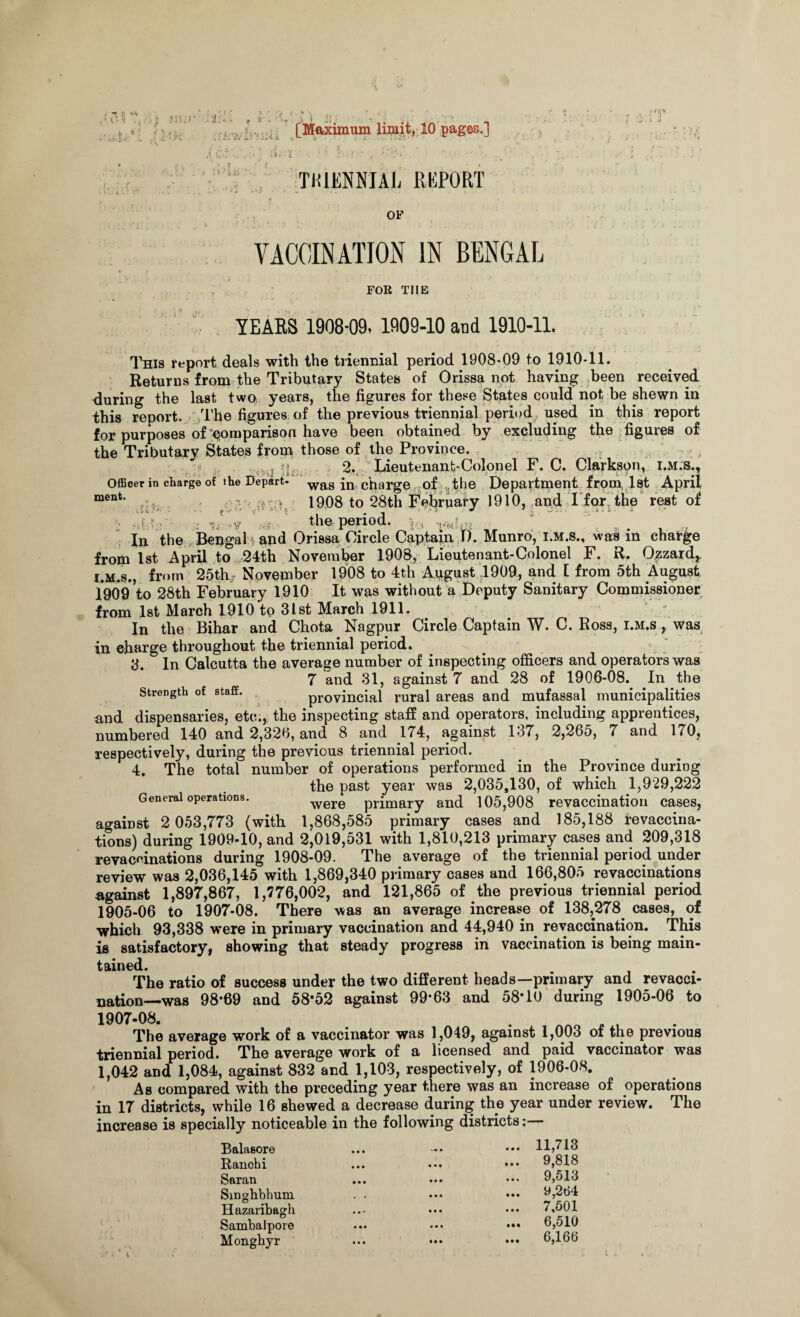 [Maximum limit, 10 pages.]
TRIENNIAL REPORT
OF
VACCINATION IN BENGAL
FOR THE
YEARS 1908-09, 1909-10 and 1910-11.
This report deals with the triennial period 1908-09 to 1910-11.
Returns from the Tributary States of Orissa not having been received
during the last two years, the figures for these States could not be shewn in
this report. The figures of the previous triennial period used in this report
for purposes of comparison have been obtained by excluding the figures of
the Tributary States from those of the Province.
2. Lieutenant-Colonel F. C. Clarkson, I.M.S.,
Officer in charge of the Department.
was in charge of the Department from 1st April
1908 to 28th February 1910, and I for the rest of
the period.
In the Bengal and Orissa Circle Captain D. Munro, I.M.S., was in charge
from 1st April to 24th November 1908, Lieutenant-Colonel F. R. Ozzard,
I.M.S., from 25th November 1908 to 4th August 1909, and I from 5th August
1909 to 28th February 1910 It was without a Deputy Sanitary Commissioner
from 1st March 1910 to 31st March 1911.
In the Bihar and Chota Nagpur Circle Captain W. C. Ross, I.M.S, was
in charge throughout the triennial period.
3. In Calcutta the average number of inspecting officers and operators was
7 and 31, against 7 and 28 of 1906-08. In the
Strength of staff.
provincial rural areas and mufassal municipalities
and dispensaries, etc., the inspecting staff and operators, including apprentices,
numbered 140 and 2,326, and 8 and 174, against 137, 2,265, 7 and 170,
respectively, during the previous triennial period.
4. The total number of operations performed in the Province during
the past year was 2,035,130, of which 1,929,222
General operations.
were primary and 105,908 revaccination cases,
against 2 053,773 (with 1,868,585 primary cases and 185,188 revaccina-
tions) during 1909-10, and 2,019,531 with 1,810,213 primary cases and 209,318
revaccinations during 1908-09. The average of the triennial period under
review was 2,036,145 with 1,869,340 primary cases and 166,805 revaccinations
against 1,897,867, 1,776,002, and 121,865 of the previous triennial period
1905-06 to 1907-08. There was an average increase of 138,278 cases, of
which 93,338 were in primary vaccination and 44,940 in revaccination. This
is satisfactory, showing that steady progress in vaccination is being main-
tained.
The ratio of success under the two different heads—primary and revacci-
nation—was 98·69 and 58·52 against 99·63 and 58·10 during 1905-06 to
1907-08.
The average work of a vaccinator was 1,049, against 1,003 of the previous
triennial period. The average work of a licensed and paid vaccinator was
1,042 and 1,084, against 832 and 1,103, respectively, of 1906-08.
As compared with the preceding year there was an increase of operations
in 17 districts, while 16 shewed a decrease during the year under review. The
increase is specially noticeable in the following districts:—
Balasore ... ... ... 11,713
Ranchi ... ... ... 9,818
Saran ... ... ... 9,513
Singhbhum ... ... ... 9,264
Hazaribagh ... ... ... 7,501
Sambalpore ... ... ... 6,510
Monghyr ... ... ... 6,166